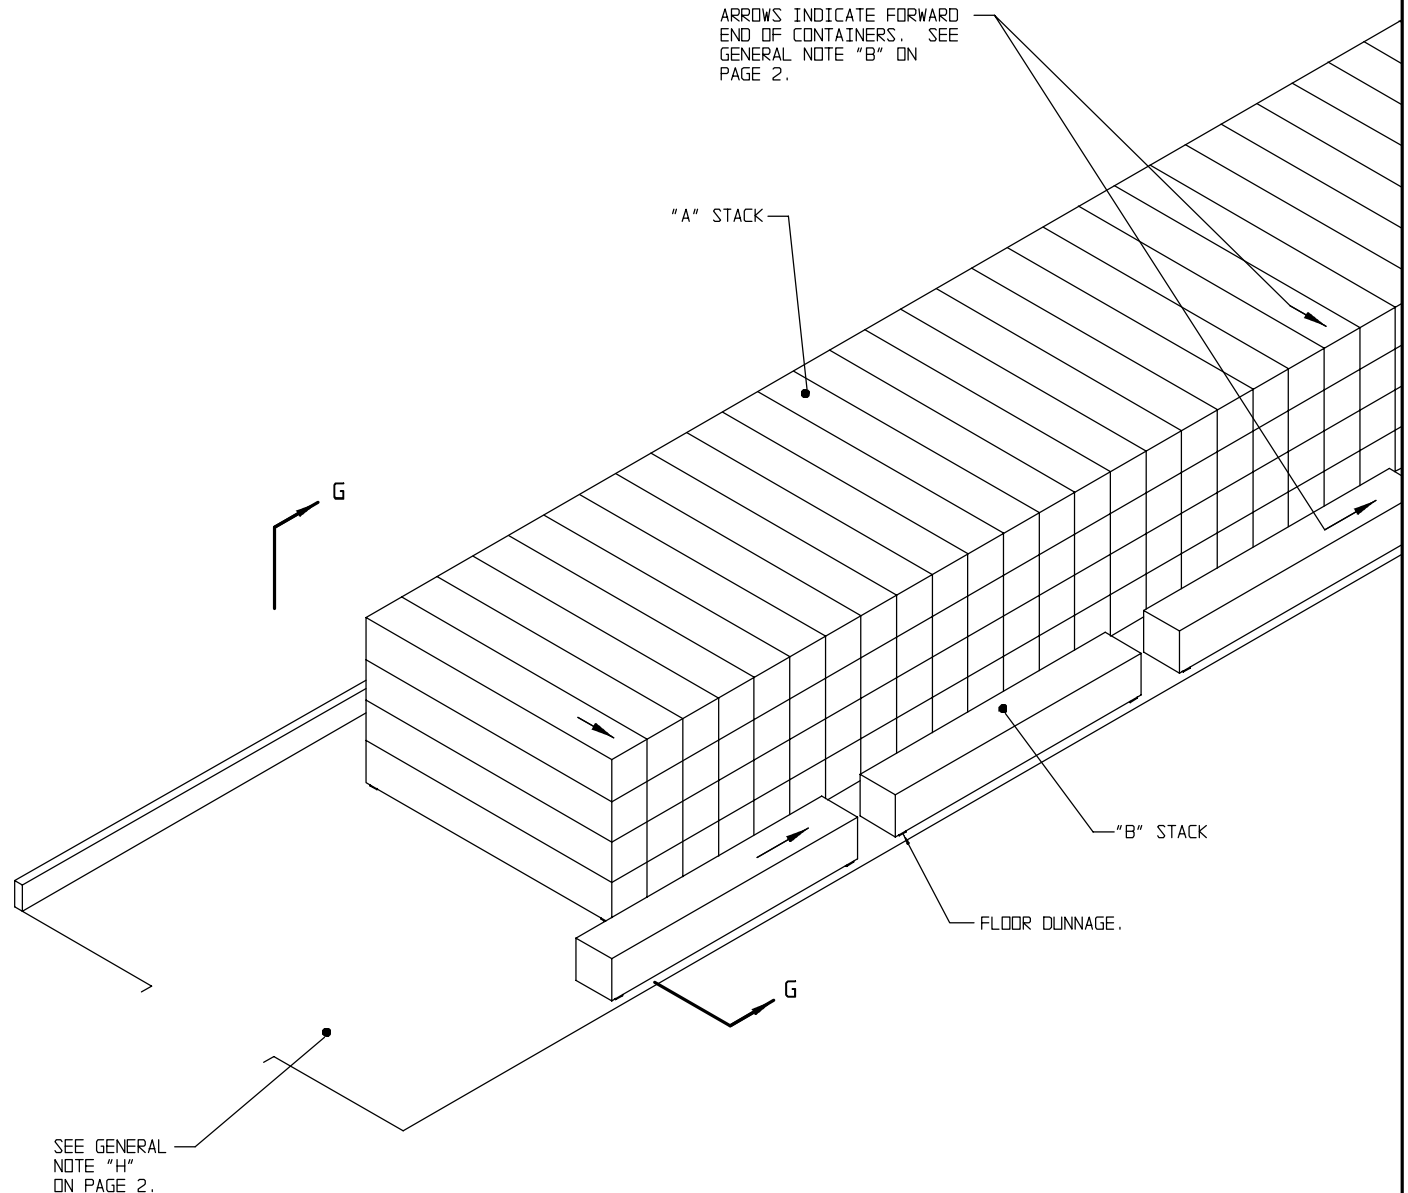 ARROWS INDICATE FORWARD
END OF CONTAINERS.  SEE
GENERAL NOTE "B" ON
PAGE 2.
"A" STACK
G
"B" STACK
FLOOR DUNNAGE.
G
SEE GENERAL
NOTE "H"
ON PAGE 2.